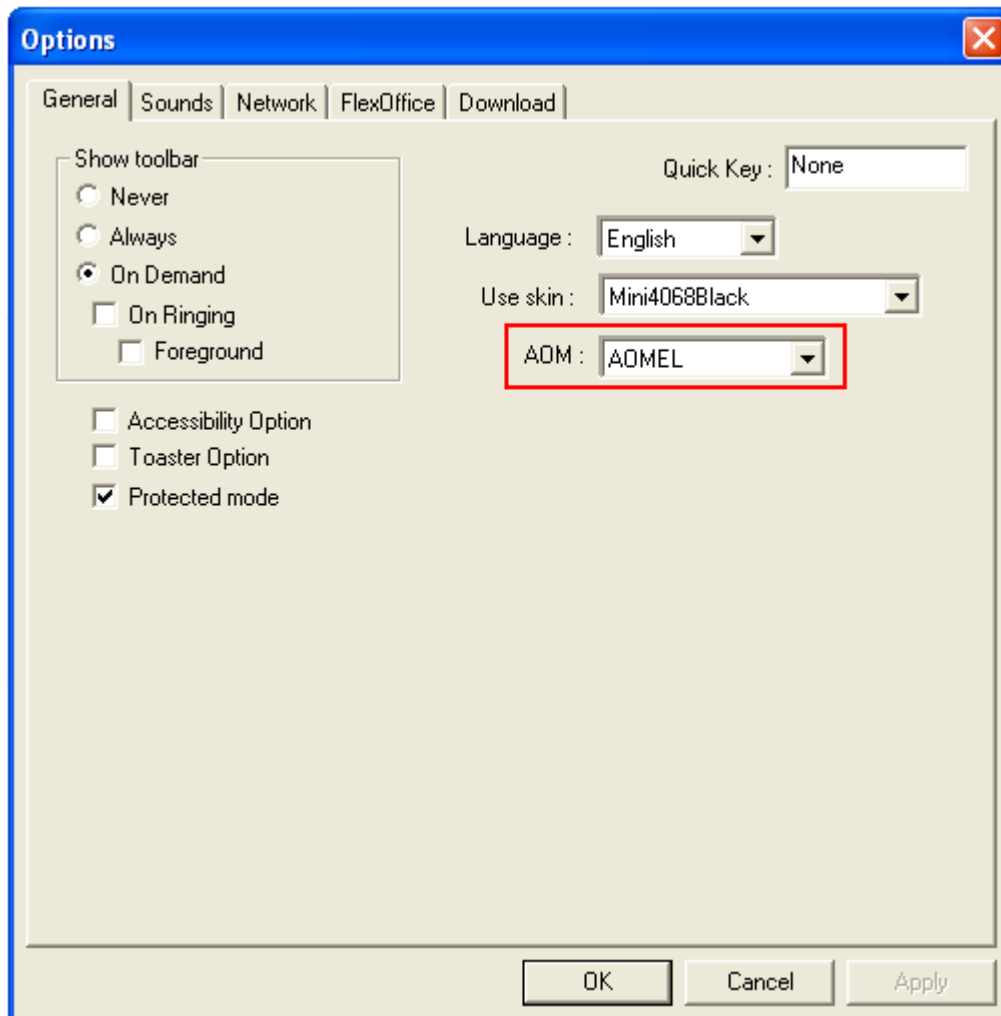 Options
General Sounds Network FlexOffice Download
Show toolbar
Never
Always
On Demand
On Ringing
Foreground
Accessibility Option
Toaster Option
Protected mode
Quick Key : None
Language : English
Use skin : Mini4068Black
AOM : AOMEL
OK Cancel Apply